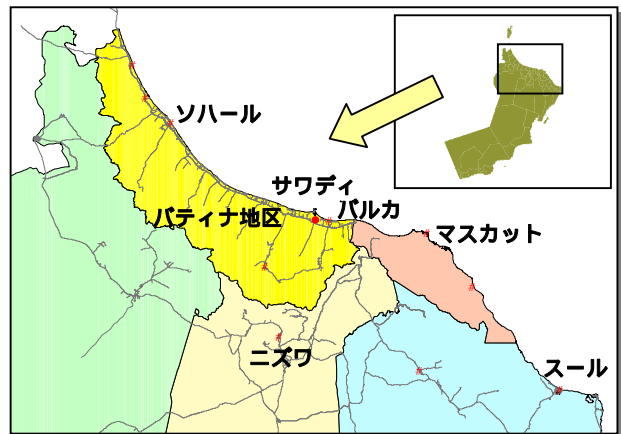 ソハール
サワディ
バティナ地区
バルカ
マスカット
ニズワ
スール